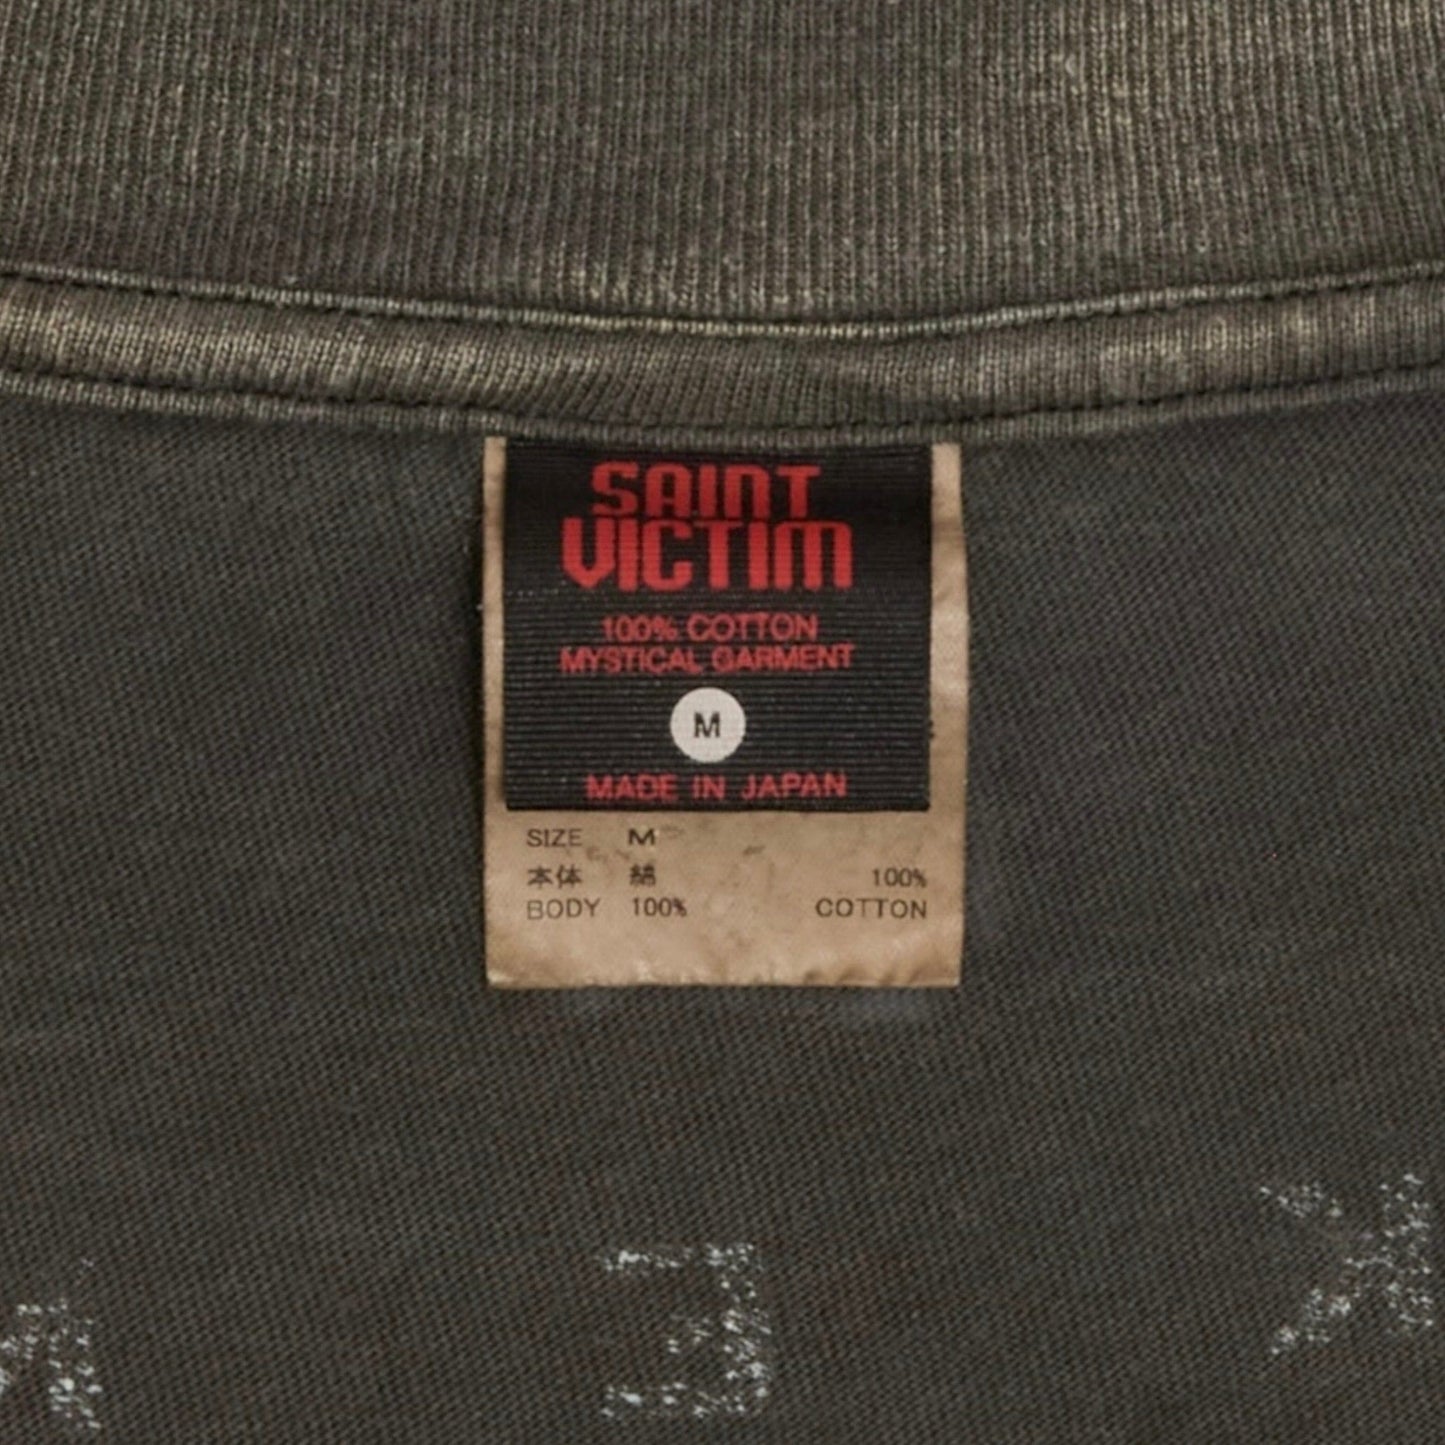 SAINT
VICTIM
100% COTTON
MYSTICAL GARMENT
M
MADE IN JAPAN
SIZE M
本体 綿 100%
BODY 100% COTTON